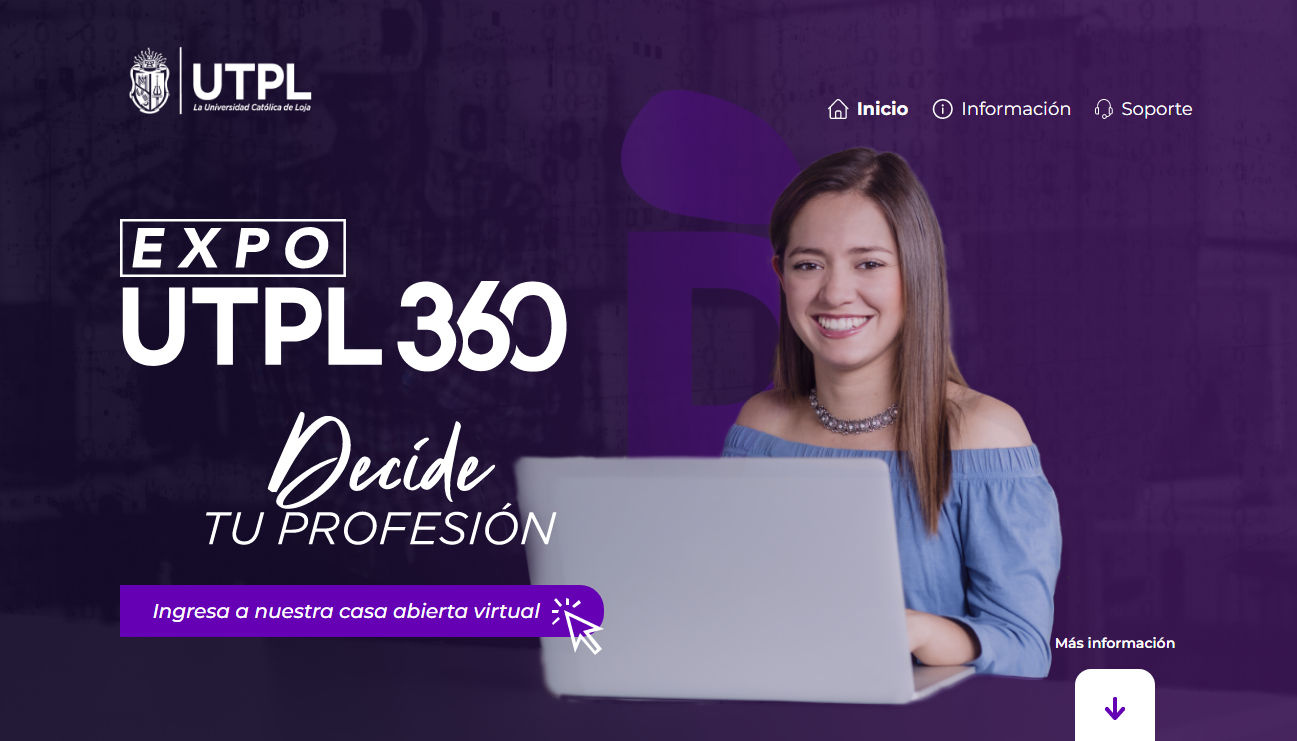 UTPL
La Universidad Católica de Loja
Inicio
Información
Soporte
EXPO
UTPL 360
Decide
TU PROFESIÓN
Ingresa a nuestra casa abierta virtual
Más información